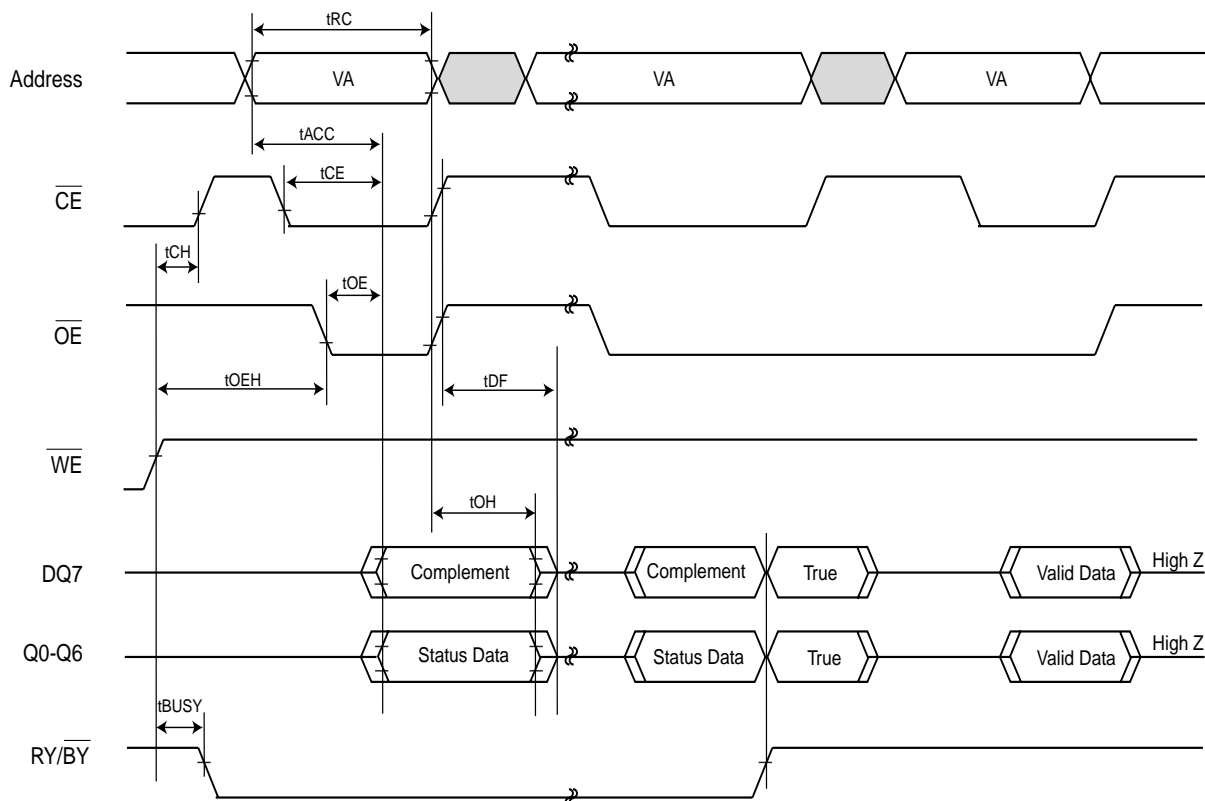 tRC
Address
VA
VA
VA
tACC
tCE
CE
tCH
tOE
OE
tOEH
tDF
WE
tOH
DQ7
Complement
Complement
True
Valid Data
High Z
Q0-Q6
Status Data
Status Data
True
Valid Data
High Z
tBUSY
RY/BY